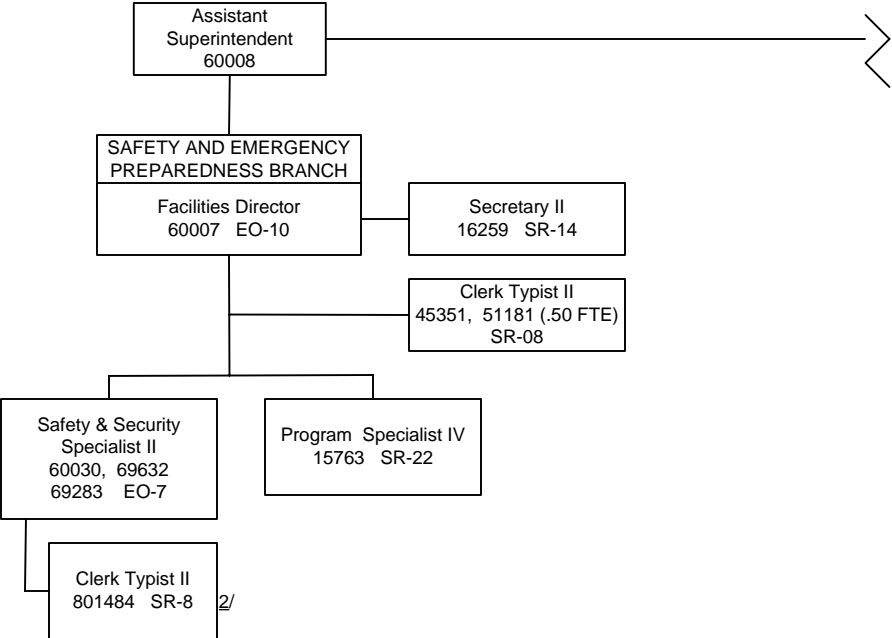 Assistant
Superintendent
60008
SAFETY AND EMERGENCY
PREPAREDNESS BRANCH
Facilities Director
60007 EO-10
Secretary II
16259 SR-14
Clerk Typist II
45351, 51181 (.50 FTE)
SR-08
Safety & Security
Specialist II
60030, 69632
69283 EO-7
Program Specialist IV
15763 SR-22
Clerk Typist II
801484 SR-8 2/